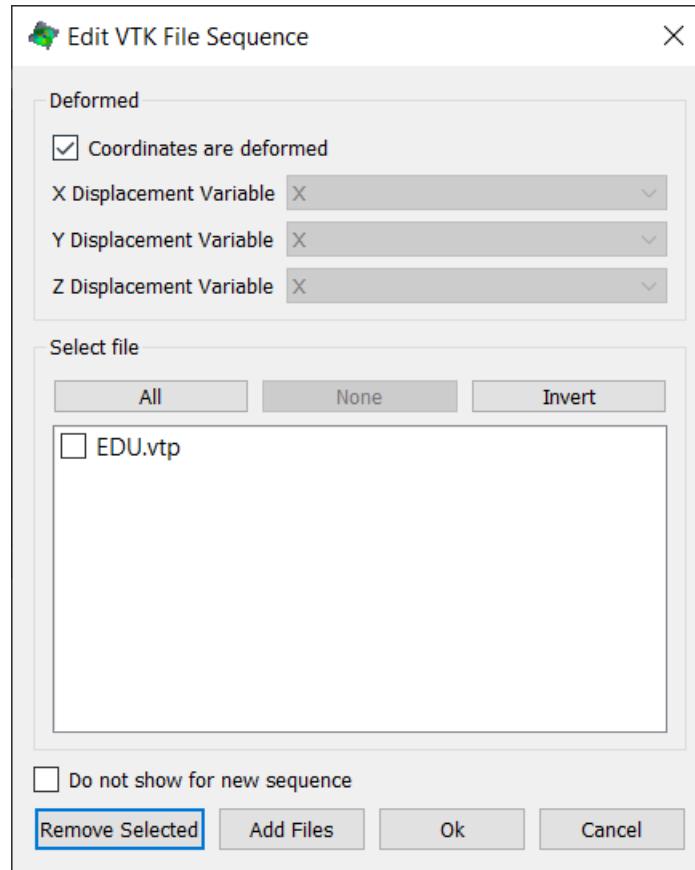 Edit VTK File Sequence
Deformed
Coordinates are deformed
X Displacement Variable X
Y Displacement Variable X
Z Displacement Variable X
Select file
All None Invert
EDU.vtp
Do not show for new sequence
Remove Selected Add Files Ok Cancel